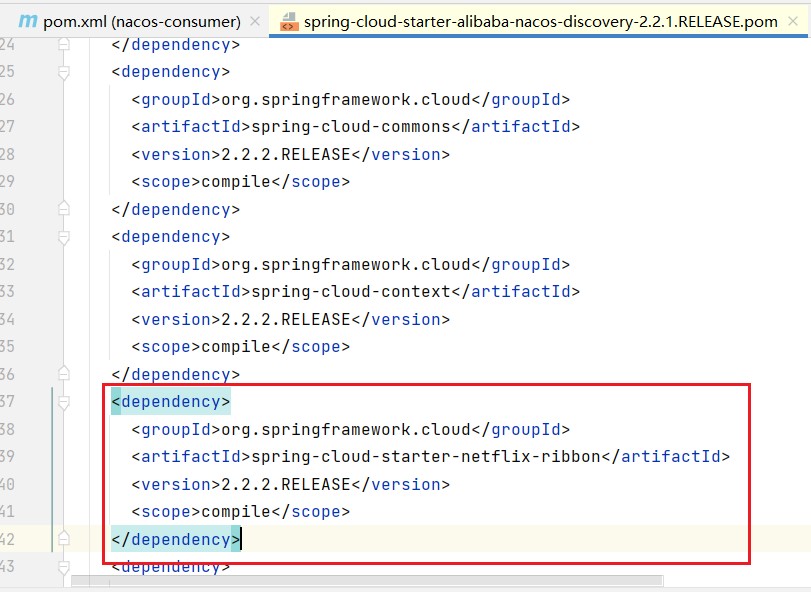 m pom.xml (nacos-consumer) × spring-cloud-starter-alibaba-nacos-discovery-2.2.1.RELEASE.pom ×
24 </dependency>
25 <dependency>
26 <groupId>org.springframework.cloud</groupId>
27 <artifactId>spring-cloud-commons</artifactId>
28 <version>2.2.2.RELEASE</version>
29 <scope>compile</scope>
30 </dependency>
31 <dependency>
32 <groupId>org.springframework.cloud</groupId>
33 <artifactId>spring-cloud-context</artifactId>
34 <version>2.2.2.RELEASE</version>
35 <scope>compile</scope>
36 </dependency>
37 <dependency>
38 <groupId>org.springframework.cloud</groupId>
39 <artifactId>spring-cloud-starter-netflix-ribbon</artifactId>
40 <version>2.2.2.RELEASE</version>
41 <scope>compile</scope>
42 </dependency>
43 <dependency>